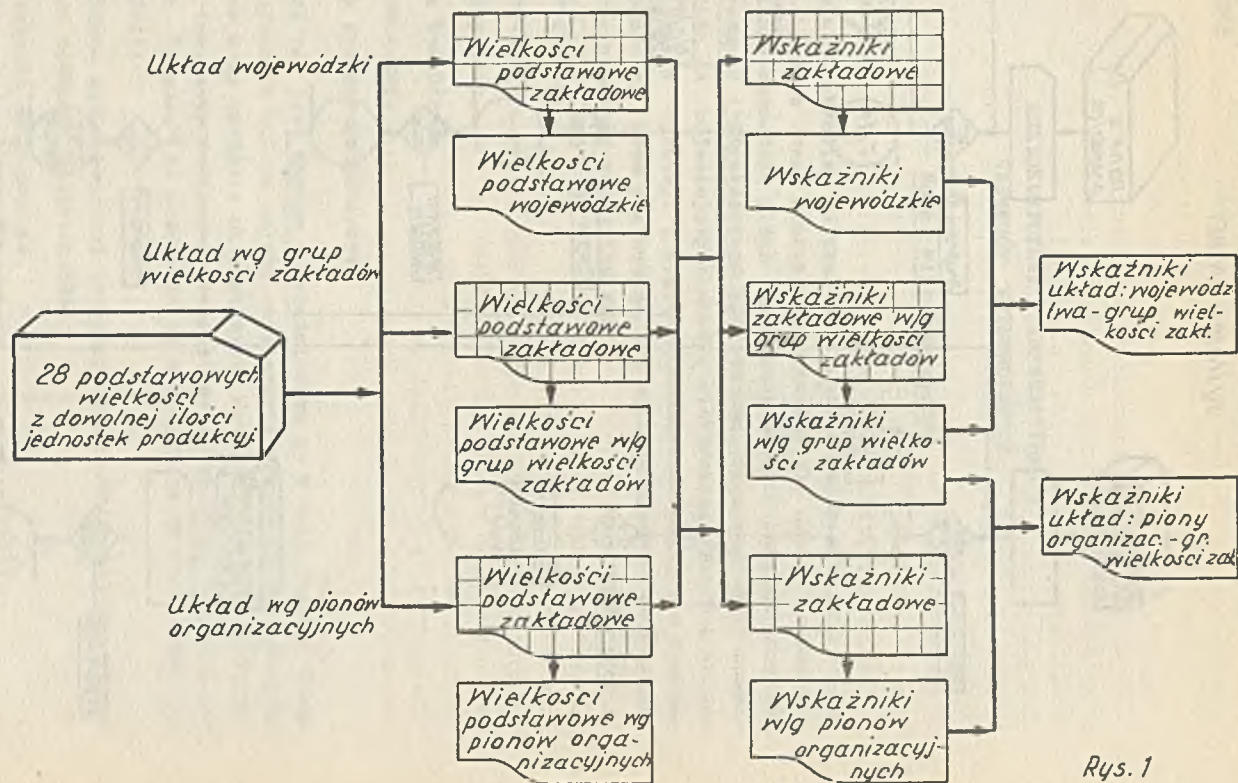 Układ wojewódzki
Układ wg grup
wielkości zakładów
28 podstawowych
wielkości
z dowolnej ilości
jednostek produkcyj.
Układ wg pionów
organizacyjnych
Wielkości
podstawowe
zakładowe
Wielkości
podstawowe
wojewódzkie
Wielkości
podstawowe
zakładowe
Wielkości
podstawowe w/g
grup wielkości
zakładów
Wielkości
podstawowe
zakładowe
Wielkości
podstawowe wg
pionów orga-
nizacyjnych
Wskaźniki
zakładowe
Wskaźniki
wojewódzkie
Wskaźniki
zakładowe w/g
grup wielkości
zakładów
Wskaźniki
w/g grup wielko-
ści zakładów
Wskaźniki
zakładowe
Wskaźniki
w/g pionów
organizacyj-
nych
Wskaźniki
układ: wojewódz
twa-grup wiel-
kości zakt.
Wskaźniki
układ: piony
organizac.-gr.
wielkości zak
Rys. 1